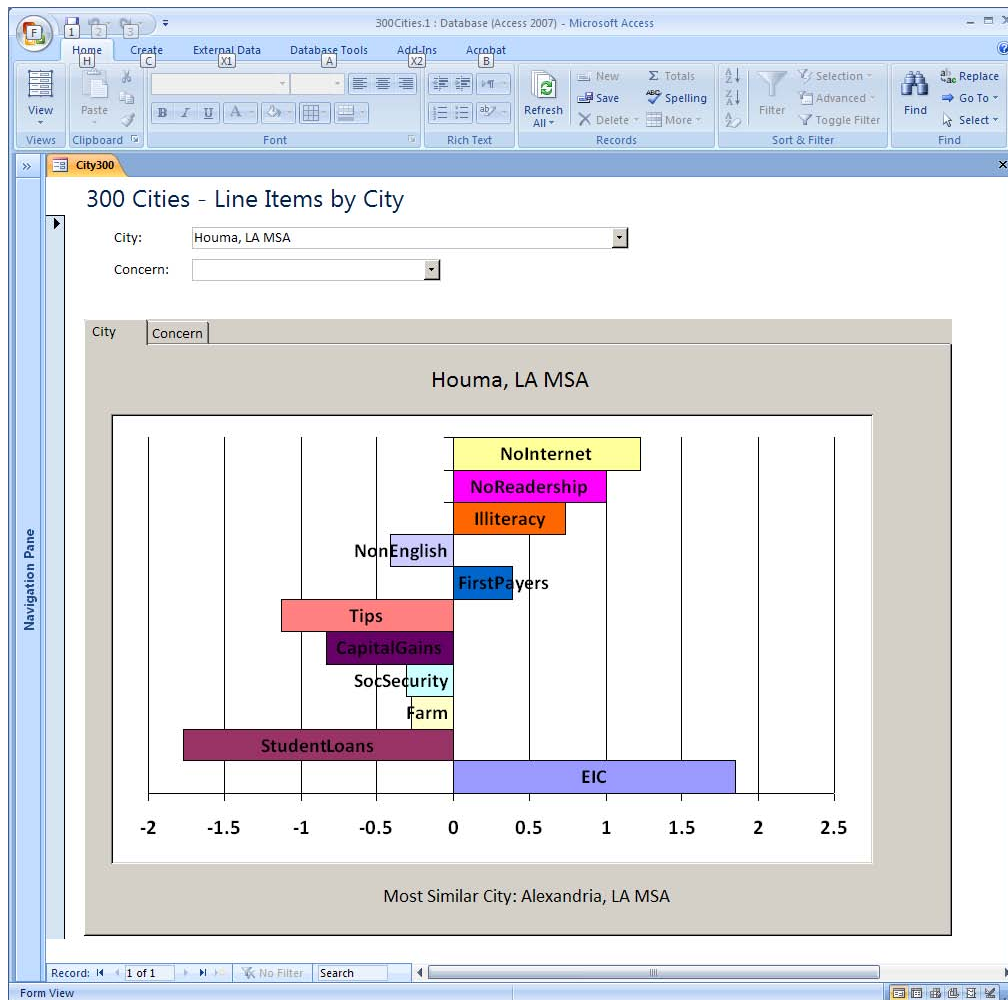 300Cities.1 : Database (Access 2007) - Microsoft Access
1 2 3
Home Create External Data Database Tools Add-Ins Acrobat
H C X1 A X2 B
View Paste B I U A Refresh All New Save Delete Totals Spelling More Filter Selection Advanced Toggle Filter Find Replace Go To Select
Views Clipboard Font Rich Text Records Sort & Filter Find
City300
Navigation Pane
300 Cities - Line Items by City
City: Houma, LA MSA
Concern:
City Concern
Houma, LA MSA
NoInternet
NoReadership
Illiteracy
NonEnglish
FirstPayers
Tips
CapitalGains
SocSecurity
Farm
StudentLoans
EIC
-2 -1.5 -1 -0.5 0 0.5 1 1.5 2 2.5
Most Similar City: Alexandria, LA MSA
Record: 1 of 1 No Filter Search
Form View